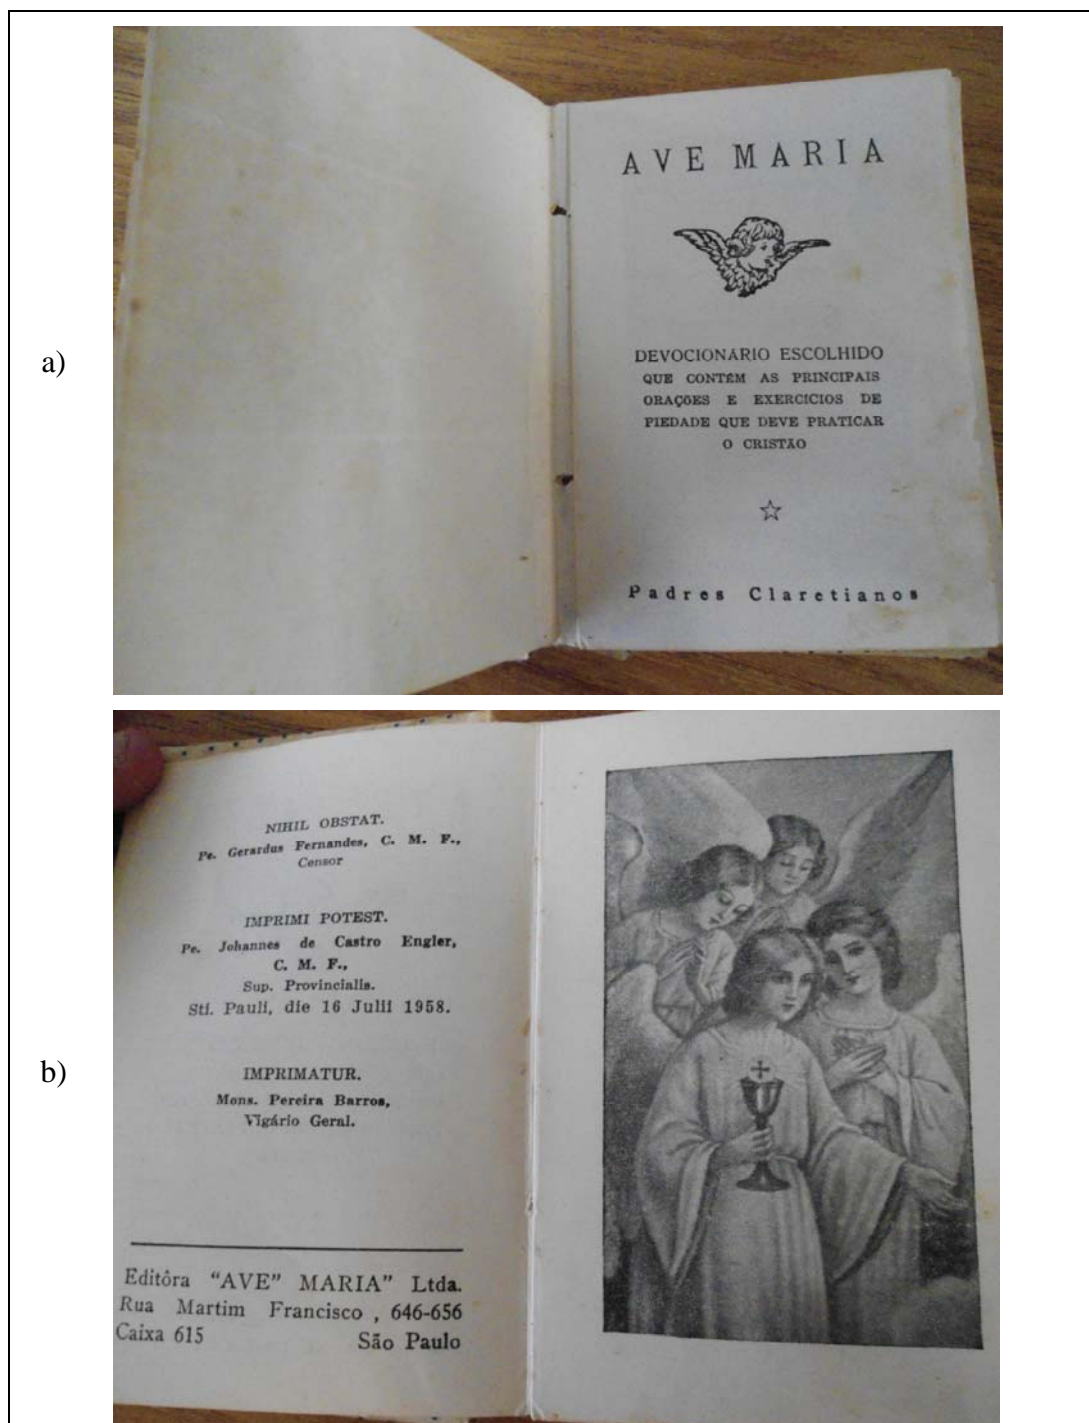 a)
AVE MARIA
DEVOCIONARIO ESCOLHIDO
QUE CONTÉM AS PRINCIPAIS
ORAÇÕES E EXERCICIOS DE
PIEDADE QUE DEVE PRATICAR
O CRISTÃO
Padres Claretianos
b)
NIHIL OBSTAT.
Pe. Gerardus Fernandes, C. M. F.,
Censor
IMPRIMI POTEST.
Pe. Johannes de Castro Engler,
C. M. F.,
Sup. Provincialis.
Sti. Pauli, die 16 Julii 1958.
IMPRIMATUR.
Mons. Pereira Barros,
Vigário Geral.
Editôra "AVE" MARIA" Ltda.
Rua Martim Francisco , 646-656
Caixa 615 São Paulo